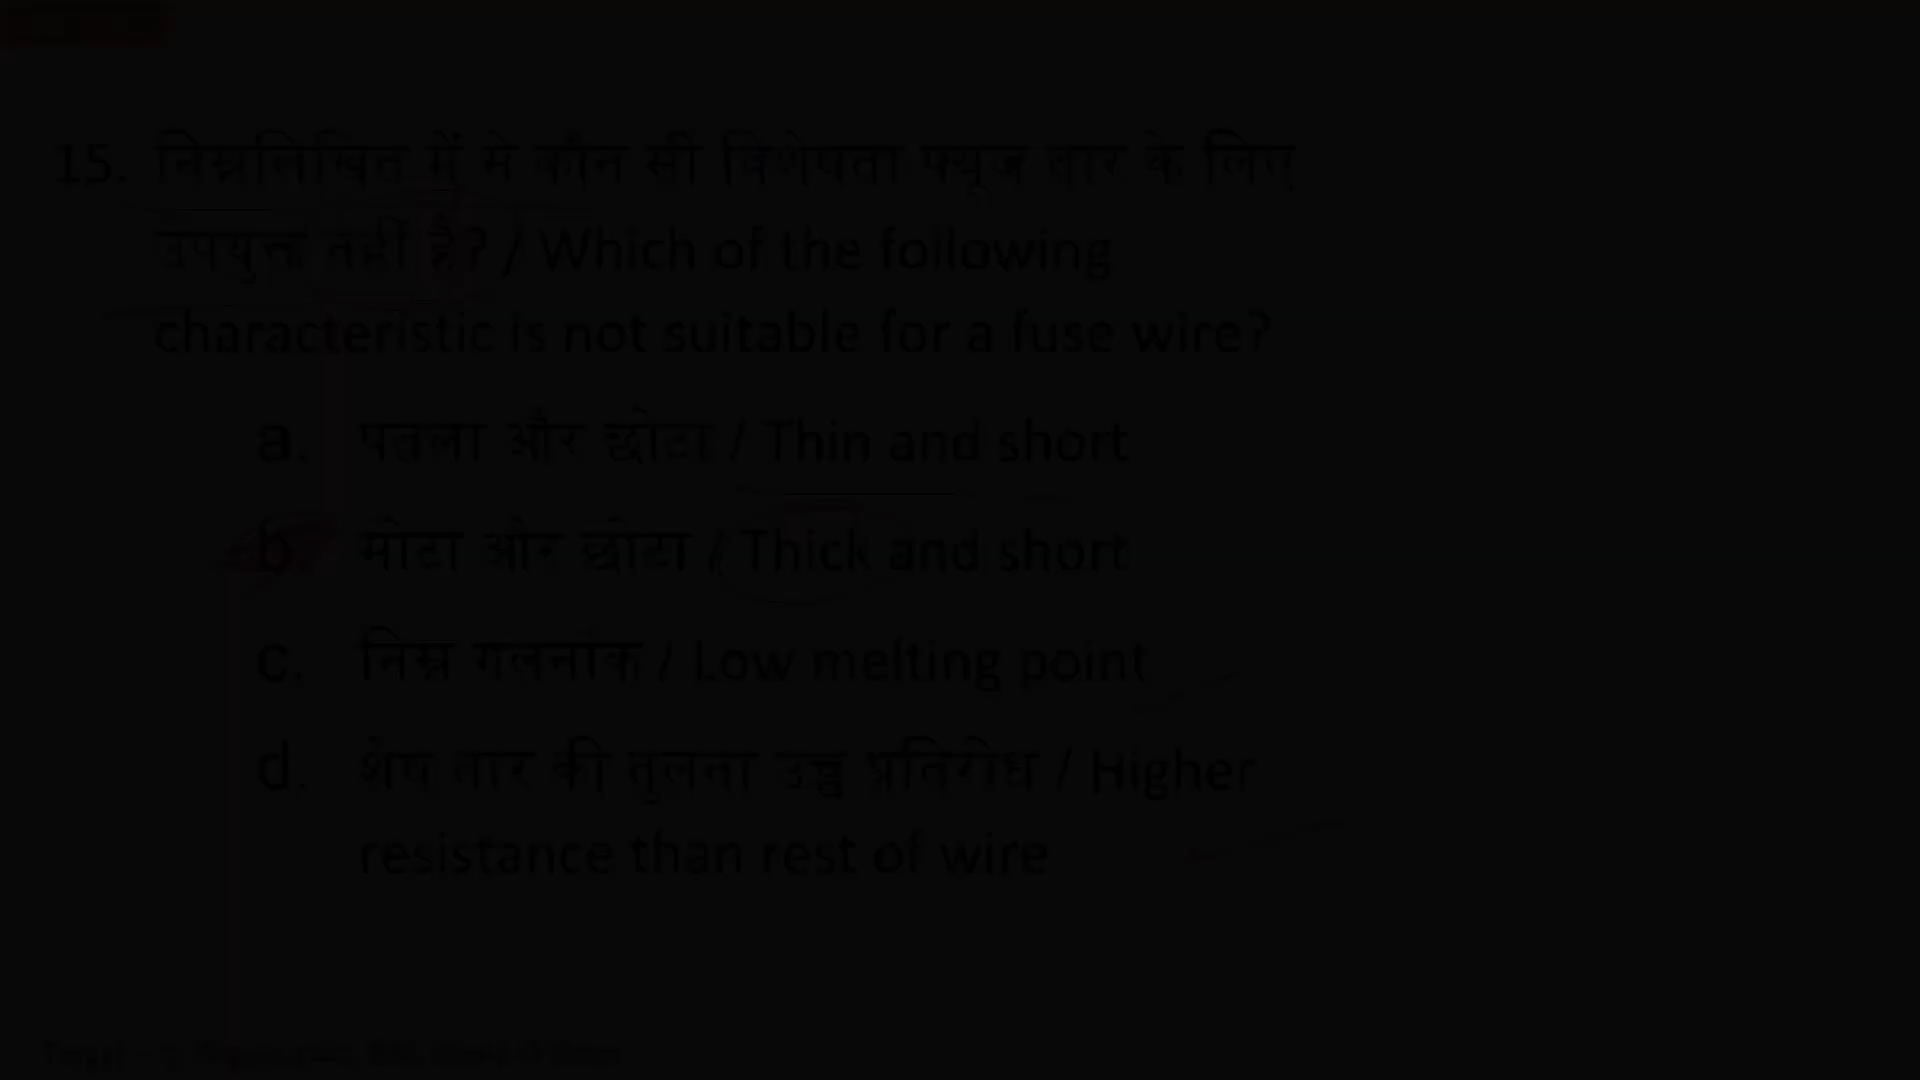 15. निम्नलिखित में से कौन सी विशेषता फ्यूज तार के लिए
उपयुक्त नहीं है? / Which of the following
characteristic is not suitable for a fuse wire?
a. पतला और छोटा / Thin and short
b. मोटा और छोटा / Thick and short
c. निम्न गलनांक / Low melting point
d. शेष तार की तुलना उच्च प्रतिरोध / Higher
resistance than rest of wire